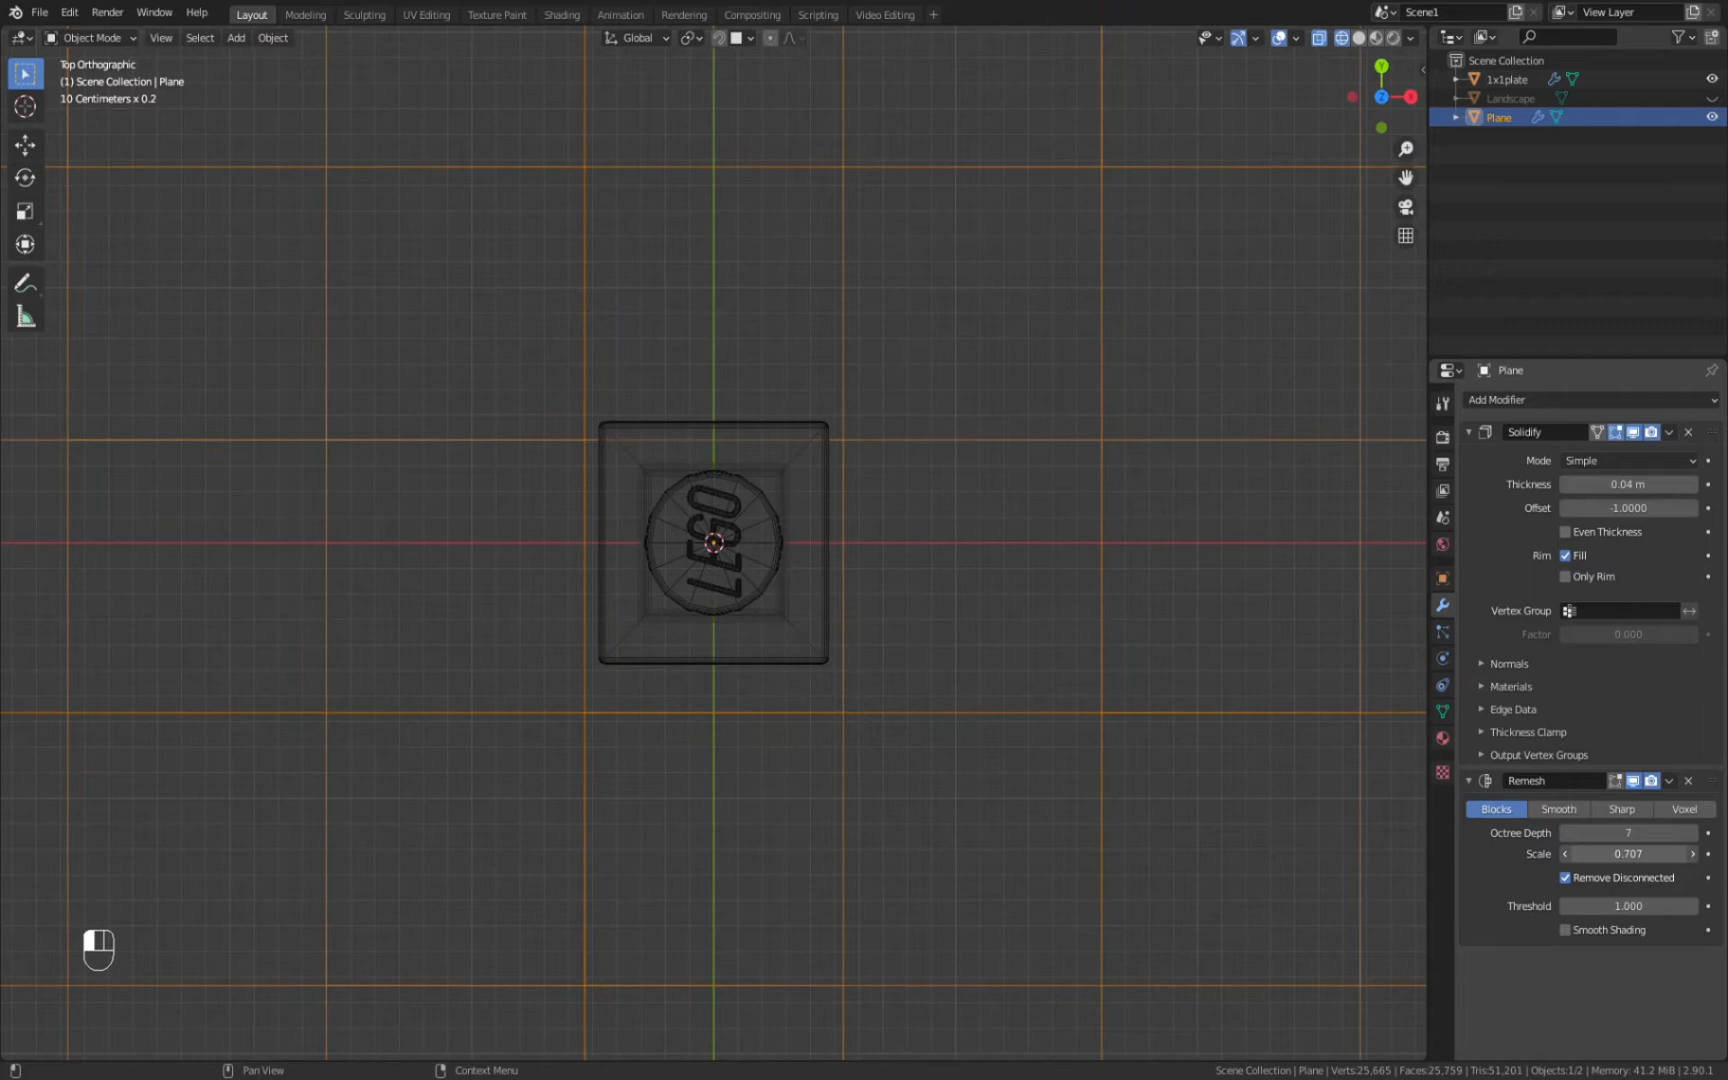 File Edit Render Window Help
Layout Modeling Sculpting UV Editing Texture Paint Shading Animation Rendering Compositing Scripting Video Editing +
Scene1
View Layer
Object Mode View Select Add Object
Global
Top Orthographic
(1) Scene Collection | Plane
10 Centimeters x 0.2
Y
Z
X
LEGO
Scene Collection
1x1plate
Landscape
Plane
Plane
Add Modifier
Solidify
Mode Simple
Thickness 0.04 m
Offset -1.0000
Even Thickness
Rim Fill
Only Rim
Vertex Group
Factor 0.000
Normals
Materials
Edge Data
Thickness Clamp
Output Vertex Groups
Remesh
Blocks Smooth Sharp Voxel
Octree Depth 7
Scale 0.707
Remove Disconnected
Threshold 1.000
Smooth Shading
Pan View
Context Menu
Scene Collection | Plane | Verts:25,665 | Faces:25,759 | Tris:51,201 | Objects:1/2 | Memory: 41.2 MiB | 2.90.1